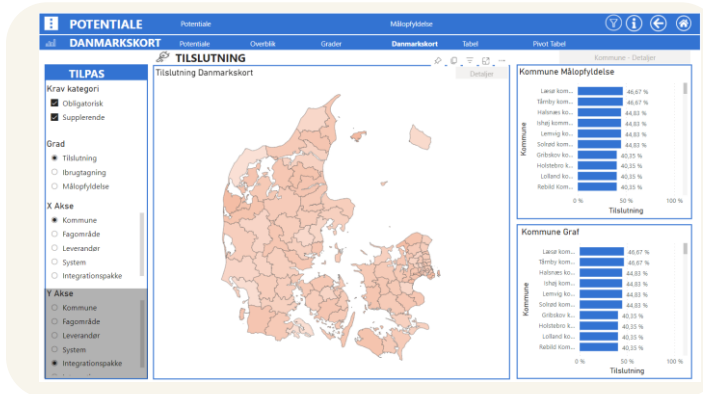 POTENTIALE
Potentiale
Målopfyldelse
DANMARKSKORT
Potentiale
Overblik
Grader
Danmarkskort
Tabel
Pivot Tabel
TILSLUTNING
Kommune - Detaljer
TILPAS
Krav kategori
Obligatorisk
Supplerende
Grad
Tilslutning
Ibrugtagning
Målopfyldelse
X Akse
Kommune
Fagområde
Leverandør
System
Integrationspakke
Y Akse
Kommune
Fagområde
Leverandør
System
Integrationspakke
Tilslutning Danmarkskort
Detaljer
Kommune Målopfyldelse
Kommune
Læsø kom... 46,67 %
Tårnby kom... 46,67 %
Halsnæs ko... 44,83 %
Ishøj komm... 44,83 %
Lemvig ko... 44,83 %
Solrød kom... 44,83 %
Gribskov ko... 40,35 %
Holstebro k... 40,35 %
Lolland ko... 40,35 %
Rebild Kom... 40,35 %
0 % 50 % 100 %
Tilslutning
Kommune Graf
Kommune
Læsø kom... 46,67 %
Tårnby kom... 46,67 %
Halsnæs ko... 44,83 %
Ishøj kom... 44,83 %
Lemvig ko... 44,83 %
Solrød kom... 44,83 %
Gribskov k... 40,35 %
Holstebro k... 40,35 %
Lolland ko... 40,35 %
Rebild Kom... 40,35 %
0 % 50 % 100 %
Tilslutning